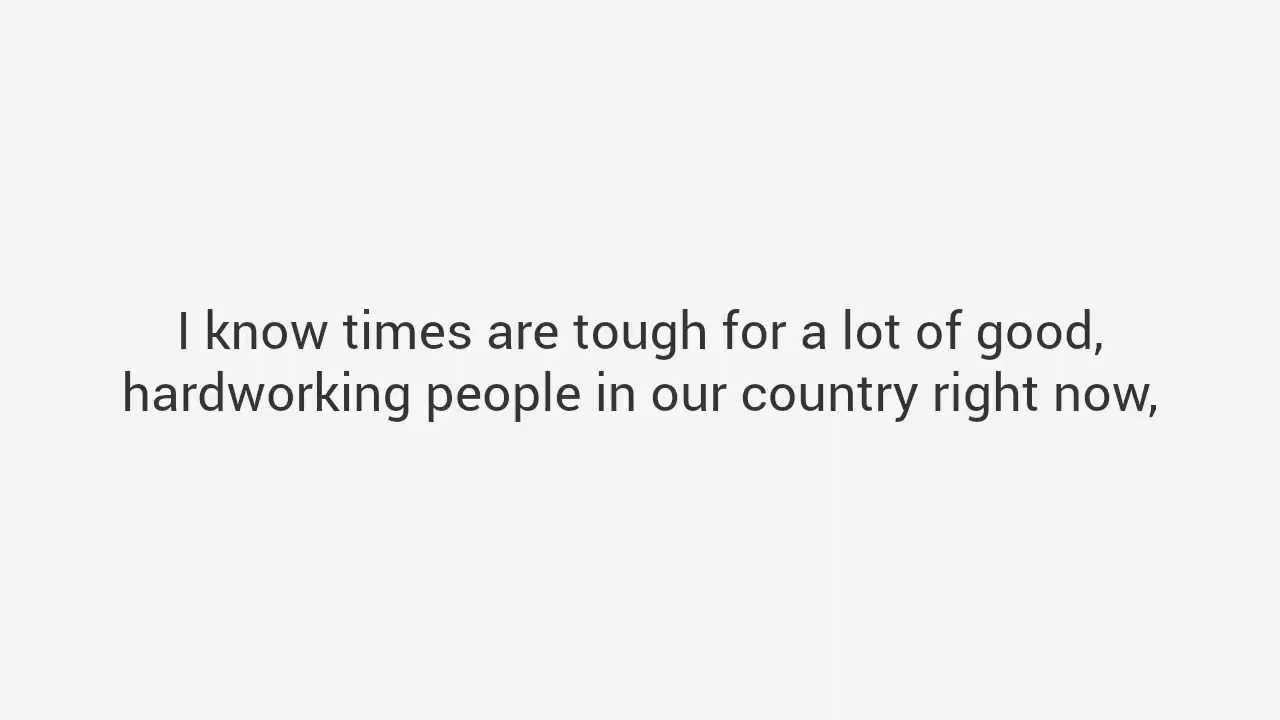 I know times are tough for a lot of good,
hardworking people in our country right now,